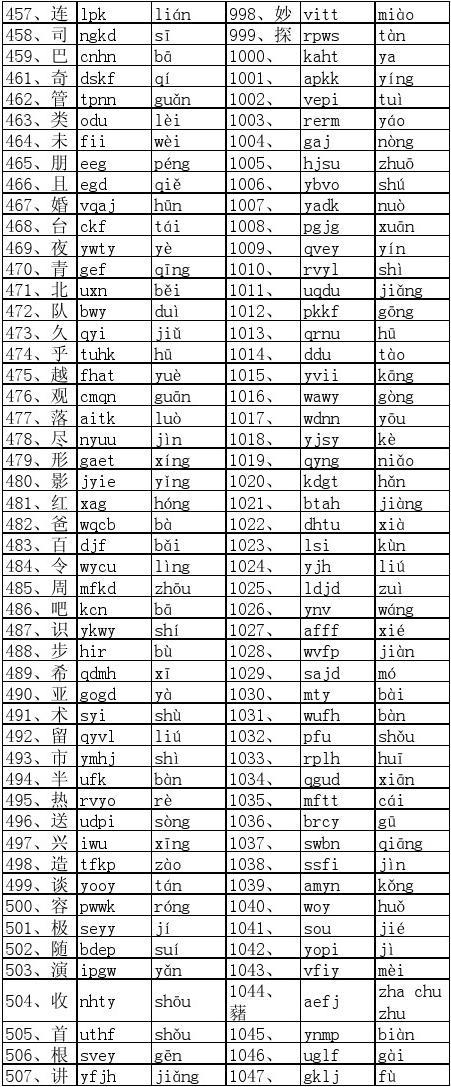 457、连 lpk lián 998、妙 vitt miào
458、司 ngkd sī 999、探 rpws tàn
459、巴 cnhn bā 1000、 kaht ya
461、奇 dskf qí 1001、 apkk yíng
462、管 tpnn guǎn 1002、 vepi tuì
463、类 odu lèi 1003、 rerm yáo
464、未 fii wèi 1004、 gaj nòng
465、朋 eeg péng 1005、 hjsu zhuō
466、且 egd qiě 1006、 ybvo shú
467、婚 vqaj hūn 1007、 yadk nuò
468、台 ckf tái 1008、 pgjg xuān
469、夜 ywty yè 1009、 qvey yín
470、青 gef qīng 1010、 rvyl shì
471、北 uxn běi 1011、 uqdu jiǎng
472、队 bwy duì 1012、 pkkf gōng
473、久 qyi jiǔ 1013、 qrnu hū
474、乎 tuhk hū 1014、 ddu tào
475、越 fhat yuè 1015、 yvii kāng
476、观 cmqn guān 1016、 wawy gòng
477、落 aitk luò 1017、 wdnn yōu
478、尽 nyuu jìn 1018、 yjsy kè
479、形 gaet xíng 1019、 qyng niǎo
480、影 jyie yǐng 1020、 kdgt hǎn
481、红 xag hóng 1021、 btah jiàng
482、爸 wqcb bà 1022、 dhtu xià
483、百 djf bǎi 1023、 lsi kùn
484、令 wycu lìng 1024、 yjh liú
485、周 mfkd zhōu 1025、 ldjd zuì
486、吧 kcn bā 1026、 ynv wáng
487、识 ykwy shí 1027、 afff xié
488、步 hir bù 1028、 wvfp jiàn
489、希 qdmh xī 1029、 sajd mó
490、亚 gogd yà 1030、 mty bài
491、术 syi shù 1031、 wufh bàn
492、留 qyvl liú 1032、 pfu shǒu
493、市 ymhj shì 1033、 rplh huī
494、半 ufk bàn 1034、 qgud xiān
495、热 rvyo rè 1035、 mftt cái
496、送 udpi sòng 1036、 brcy gū
497、兴 iwu xīng 1037、 swbn qiāng
498、造 tfkp zào 1038、 ssfi jìn
499、谈 yooy tán 1039、 amyn kǒng
500、容 pwwk róng 1040、 woy huǒ
501、极 seyy jí 1041、 sou jié
502、随 bdep suí 1042、 yopi jì
503、演 ipgw yǎn 1043、 vfiy mèi
504、收 nhty shōu 1044、藸 aefj zha chu zhu
505、首 uthf shǒu 1045、 ynmp biàn
506、根 svey gēn 1046、 uglf gài
507、讲 yfjh jiǎng 1047、 gklj fù